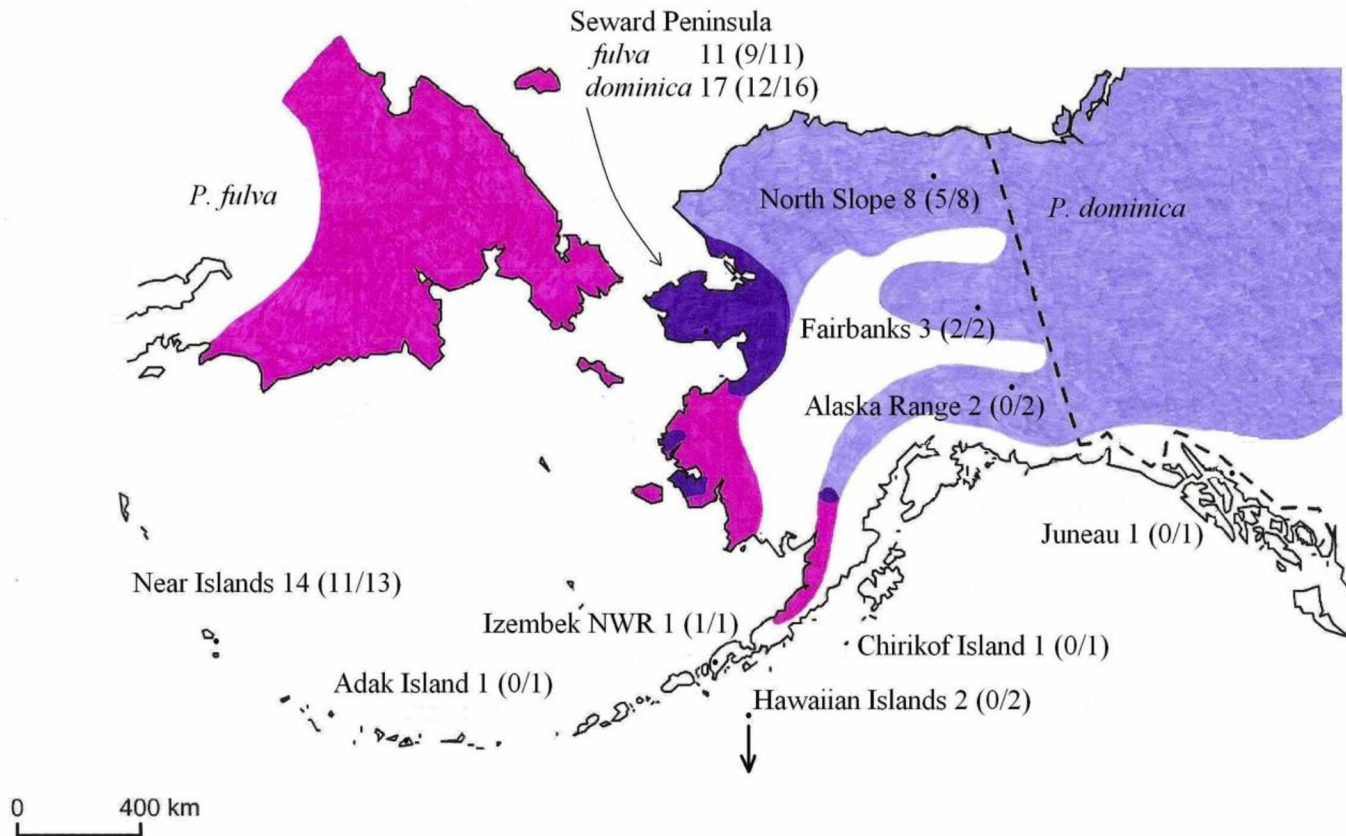 Seward Peninsula
fulva 11 (9/11)
dominica 17 (12/16)
P. fulva
North Slope 8 (5/8)
P. dominica
Fairbanks 3 (2/2)
Alaska Range 2 (0/2)
Juneau 1 (0/1)
Near Islands 14 (11/13)
Izembek NWR 1 (1/1)
Chirikof Island 1 (0/1)
Adak Island 1 (0/1)
Hawaiian Islands 2 (0/2)
0 400 km